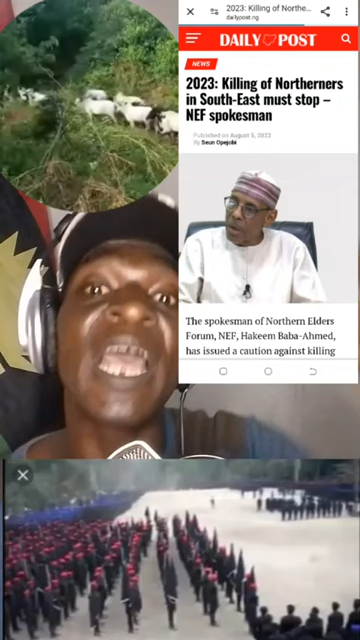 2023: Killing of Northe...
dailypost.ng
DAILY POST
NEWS
2023: Killing of Northerners
in South-East must stop –
NEF spokesman
Published on August 5, 2022
By Seun Opejobi
The spokesman of Northern Elders
Forum, NEF, Hakeem Baba-Ahmed,
has issued a caution against killing